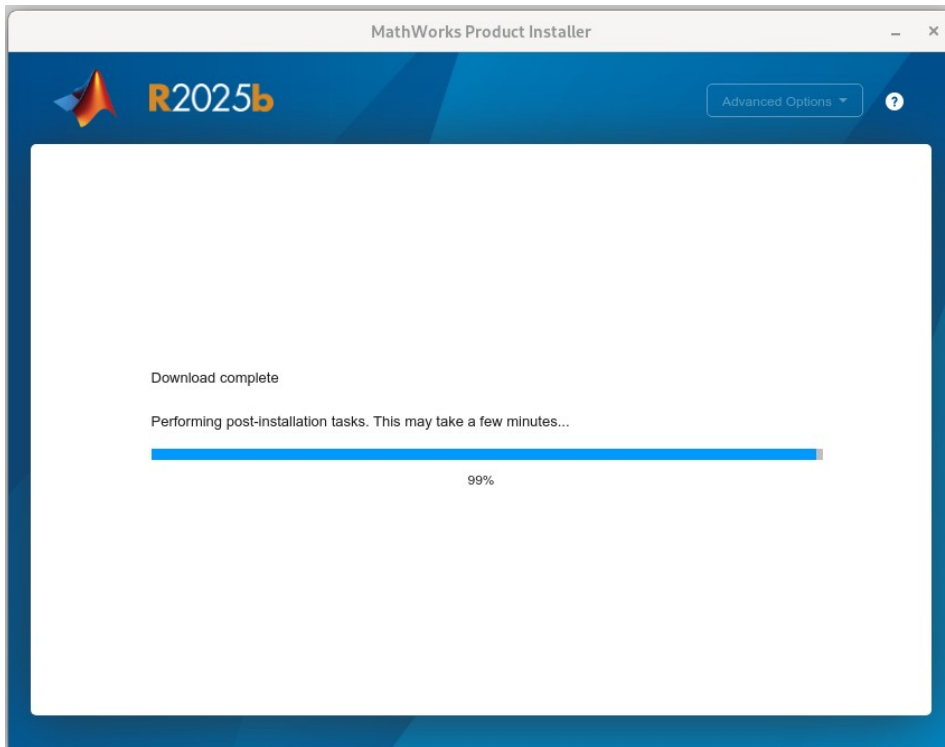 MathWorks Product Installer
R2025b
Advanced Options
?
Download complete
Performing post-installation tasks. This may take a few minutes...
99%